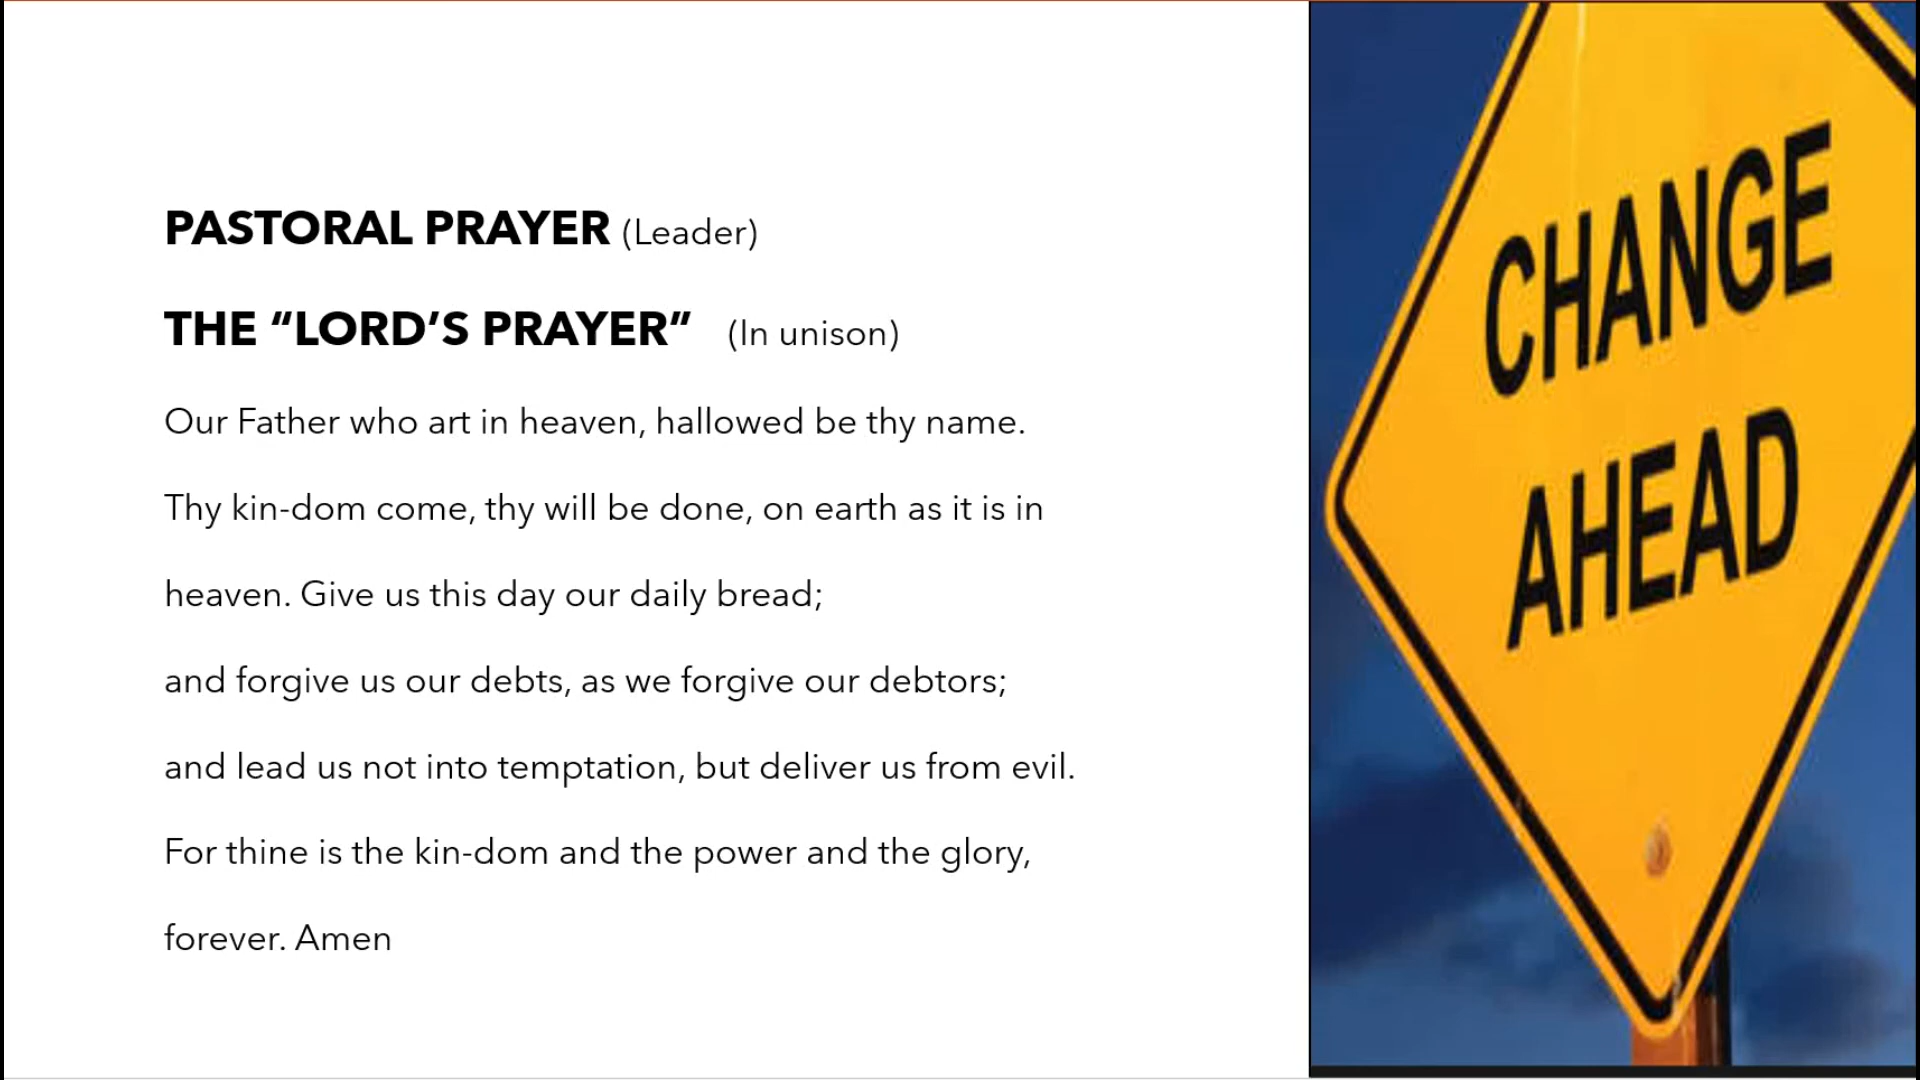 PASTORAL PRAYER (Leader)
THE “LORD’S PRAYER” (In unison)
Our Father who art in heaven, hallowed be thy name.
Thy kin-dom come, thy will be done, on earth as it is in
heaven. Give us this day our daily bread;
and forgive us our debts, as we forgive our debtors;
and lead us not into temptation, but deliver us from evil.
For thine is the kin-dom and the power and the glory,
forever. Amen
CHANGE
AHEAD